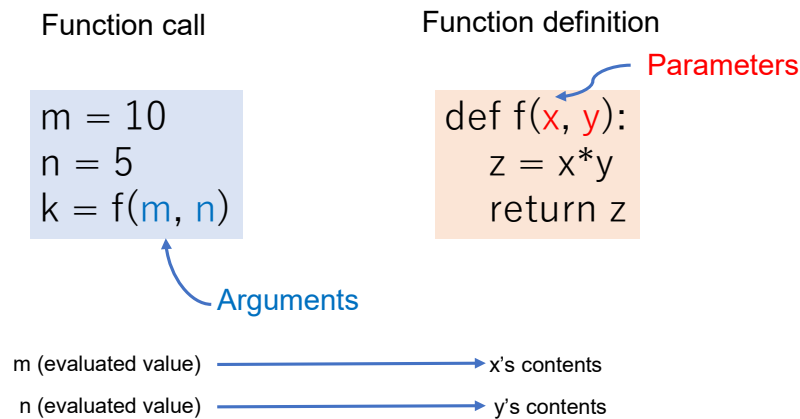 Function call
Function definition
Parameters
m = 10
n = 5
k = f(m, n)
def f(x, y):
z = x*y
return z
Arguments
m (evaluated value)
x's contents
n (evaluated value)
y's contents